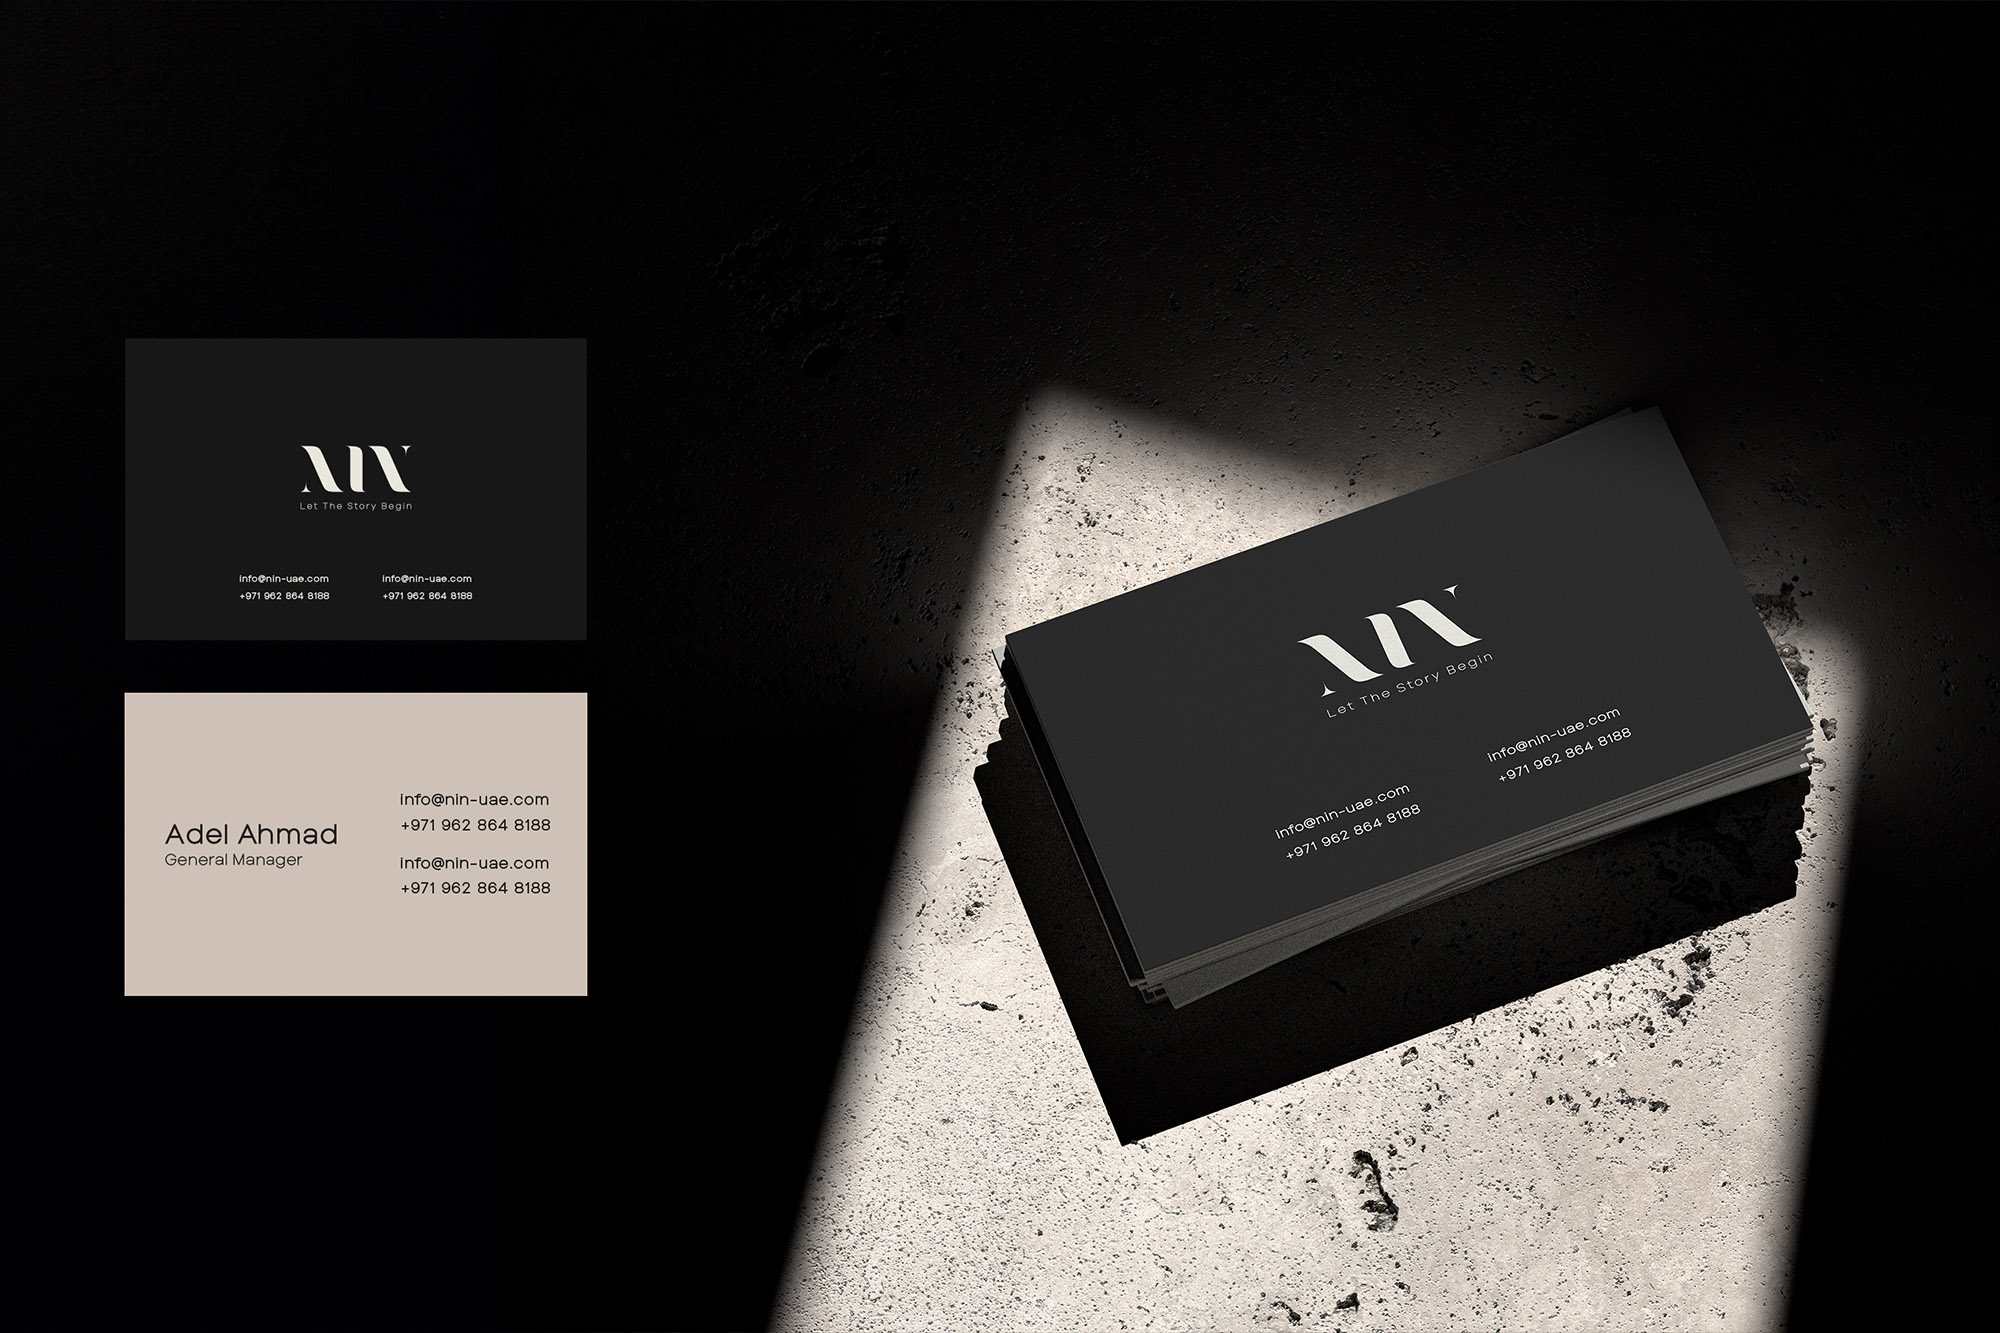 NIN
Let The Story Begin
info@nin-uae.com info@nin-uae.com
+971 962 864 8188 +971 962 864 8188
Adel Ahmad
General Manager
info@nin-uae.com
+971 962 864 8188
info@nin-uae.com
+971 962 864 8188
NIN
Let The Story Begin
info@nin-uae.com
+971 962 864 8188
info@nin-uae.com
+971 962 864 8188